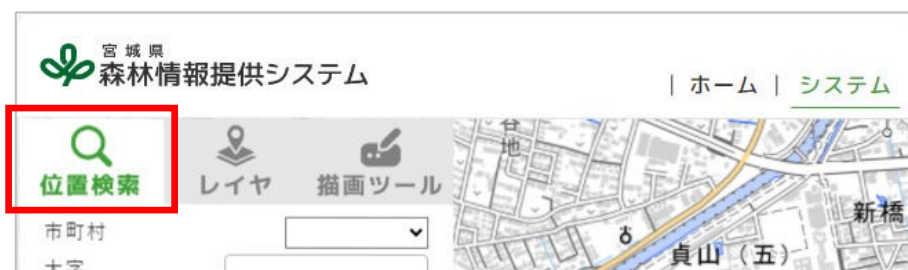 宮城県
森林情報提供システム
| ホーム | システム
位置検索 レイヤ 描画ツール
市町村
大字
谷地
新橋
貞山（五）